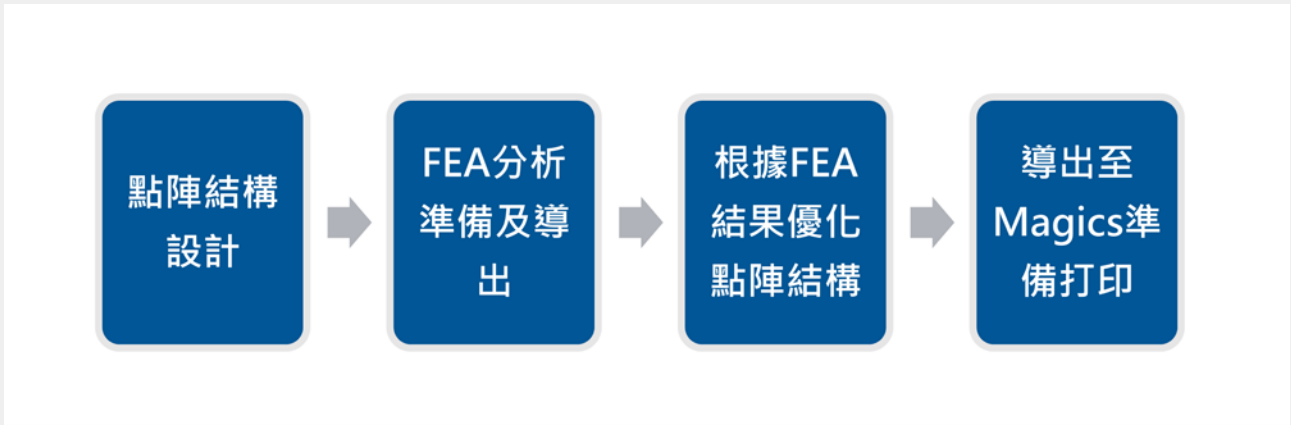 點陣結構
設計
FEA分析
準備及導
出
根據FEA
結果優化
點陣結構
導出至
Magics準
備打印